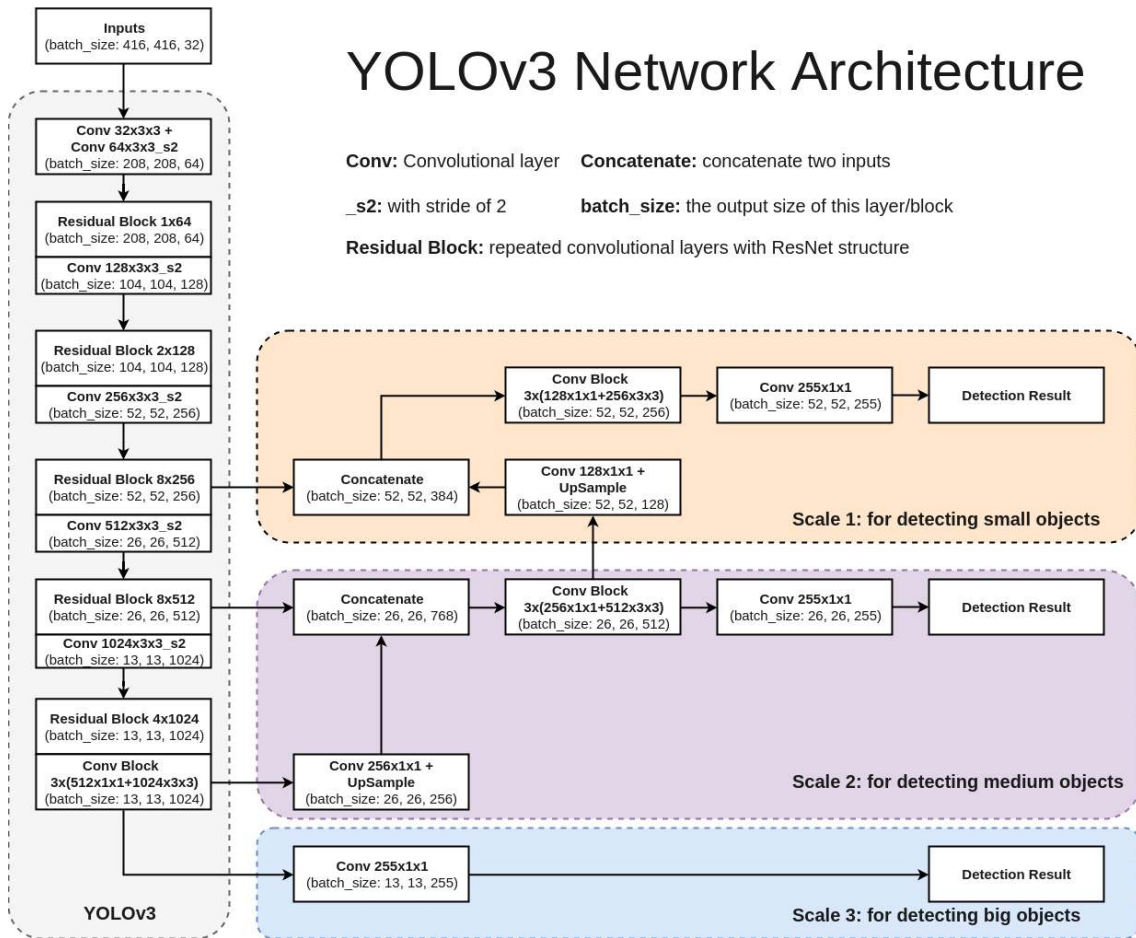 Inputs
(batch_size: 416, 416, 32)
YOLOv3 Network Architecture
Conv: Convolutional layer
Concatenate: concatenate two inputs
_s2: with stride of 2
batch_size: the output size of this layer/block
Residual Block: repeated convolutional layers with ResNet structure
Conv 32x3x3 +
Conv 64x3x3_s2
(batch_size: 208, 208, 64)
Residual Block 1x64
(batch_size: 208, 208, 64)
Conv 128x3x3_s2
(batch_size: 104, 104, 128)
Residual Block 2x128
(batch_size: 104, 104, 128)
Conv 256x3x3_s2
(batch_size: 52, 52, 256)
Residual Block 8x256
(batch_size: 52, 52, 256)
Conv 512x3x3_s2
(batch_size: 26, 26, 512)
Residual Block 8x512
(batch_size: 26, 26, 512)
Conv 1024x3x3_s2
(batch_size: 13, 13, 1024)
Residual Block 4x1024
(batch_size: 13, 13, 1024)
Conv Block
3x(512x1x1+1024x3x3)
(batch_size: 13, 13, 1024)
YOLOv3
Conv Block
3x(128x1x1+256x3x3)
(batch_size: 52, 52, 256)
Conv 255x1x1
(batch_size: 52, 52, 255)
Detection Result
Concatenate
(batch_size: 52, 52, 384)
Conv 128x1x1 +
UpSample
(batch_size: 52, 52, 128)
Scale 1: for detecting small objects
Concatenate
(batch_size: 26, 26, 768)
Conv Block
3x(256x1x1+512x3x3)
(batch_size: 26, 26, 512)
Conv 255x1x1
(batch_size: 26, 26, 255)
Detection Result
Conv 256x1x1 +
UpSample
(batch_size: 26, 26, 256)
Scale 2: for detecting medium objects
Conv 255x1x1
(batch_size: 13, 13, 255)
Detection Result
Scale 3: for detecting big objects